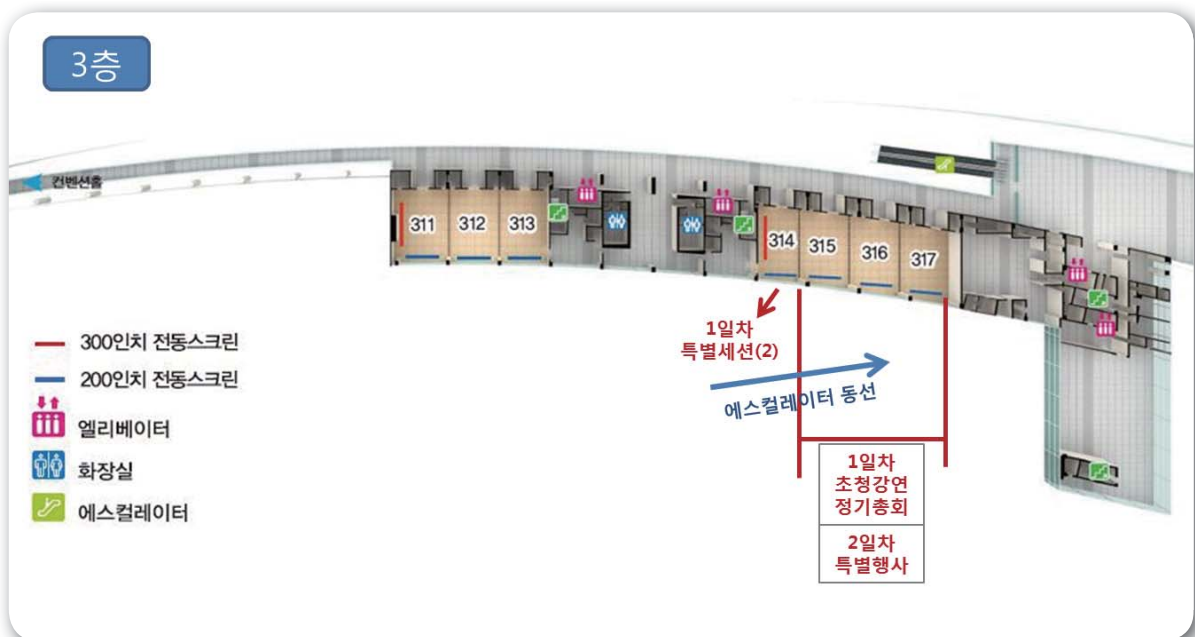 3층
컨벤션홀
311
312
313
314
315
316
317
300인치 전동스크린
200인치 전동스크린
엘리베이터
화장실
에스컬레이터
1일차
특별세션(2)
에스컬레이터 동선
1일차
초청강연
정기총회
2일차
특별행사